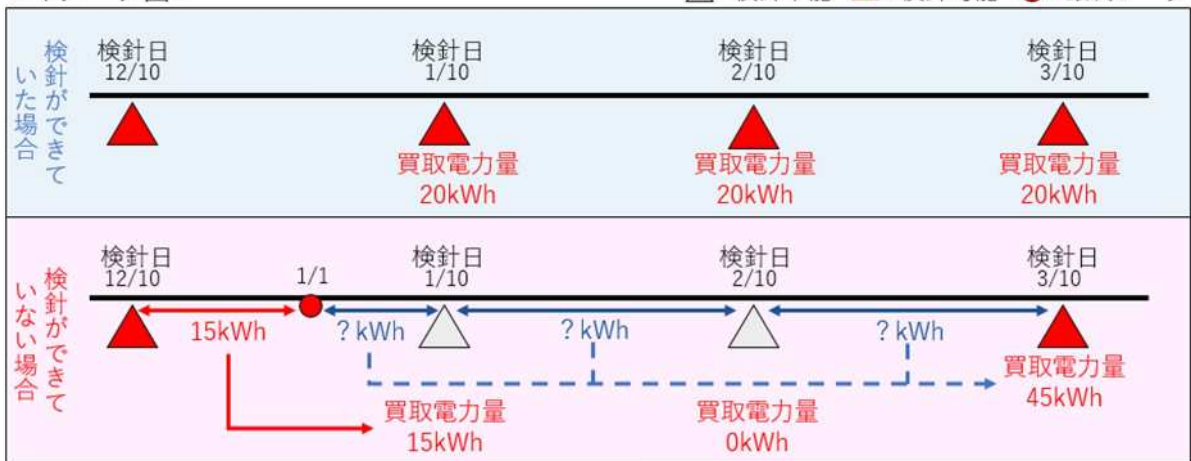 検針ができて
いた場合
検針日
12/10
検針日
1/10
検針日
2/10
検針日
3/10
買取電力量
20kWh
買取電力量
20kWh
買取電力量
20kWh
検針ができて
いない場合
検針日
12/10
1/1
検針日
1/10
検針日
2/10
検針日
3/10
15kWh
?kWh
?kWh
?kWh
買取電力量
45kWh
買取電力量
15kWh
買取電力量
0kWh